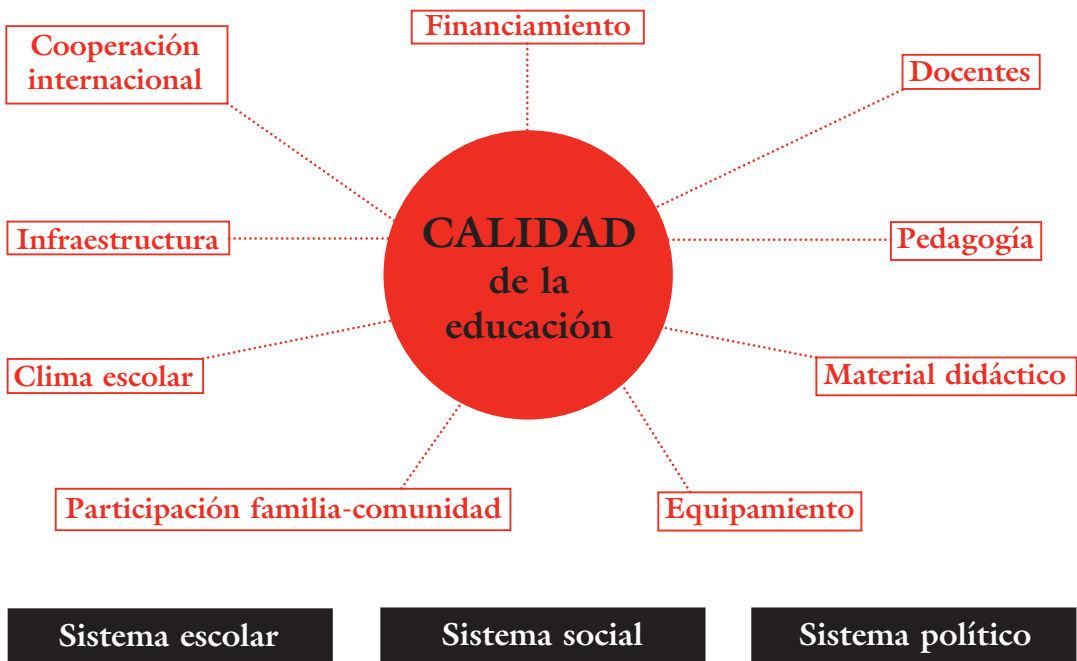 Financiamiento
Cooperación
internacional
Docentes
Infraestructura
CALIDAD
de la
educación
Pedagogía
Clima escolar
Material didáctico
Participación familia-comunidad
Equipamiento
Sistema escolar
Sistema social
Sistema político